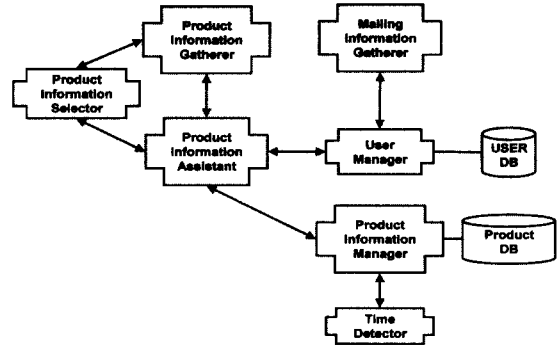 Product
Information
Gatherer
Mailing
Information
Gatherer
Product
Information
Selector
Product
Information
Assistant
User
Manager
USER
DB
Product
Information
Manager
Product
DB
Time
Detector